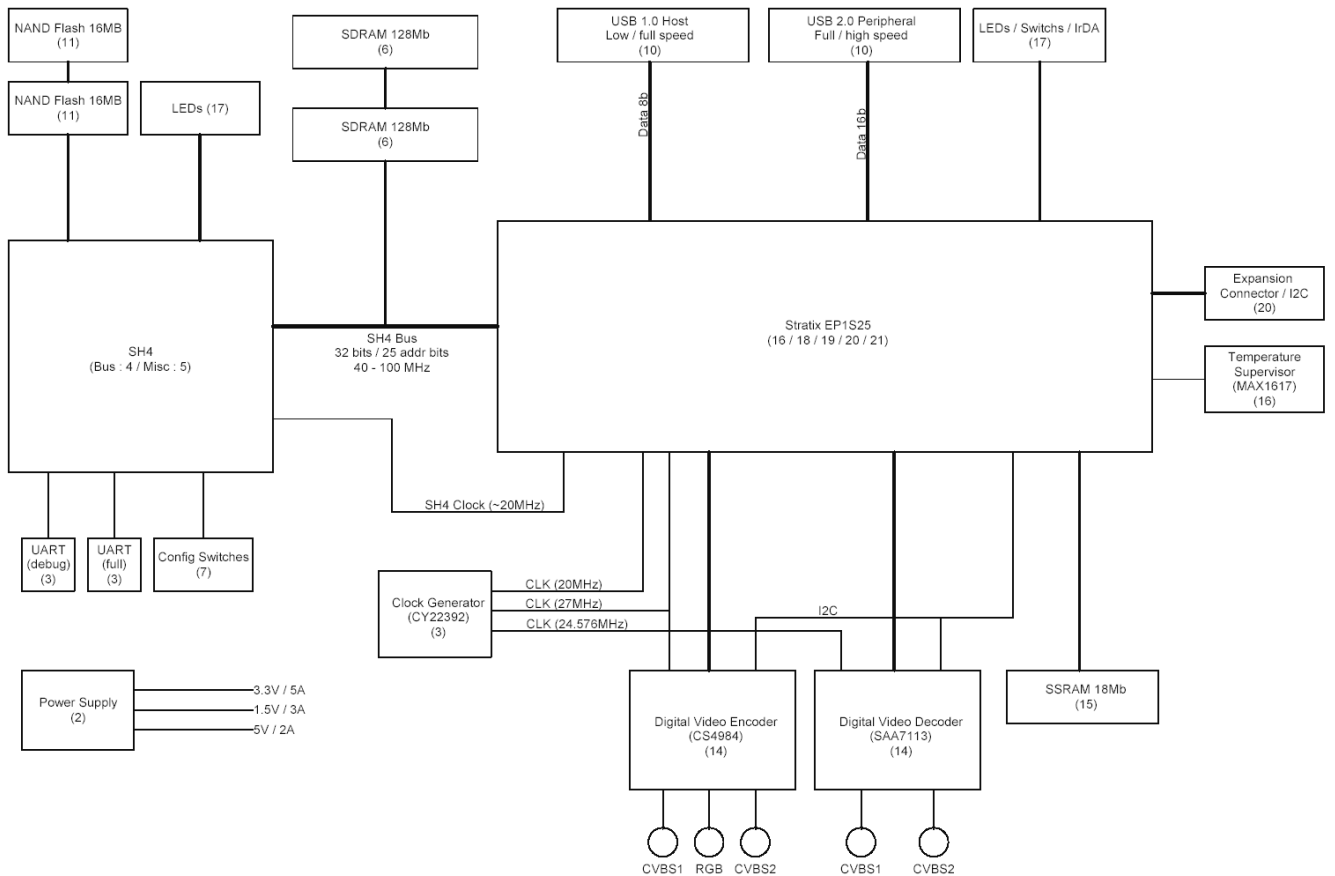 NAND Flash 16MB
(11)
NAND Flash 16MB
(11)
LEDs (17)
SDRAM 128Mb
(6)
SDRAM 128Mb
(6)
USB 1.0 Host
Low / full speed
(10)
USB 2.0 Peripheral
Full / high speed
(10)
LEDs / Switchs / IrDA
(17)
Data 8b
Data 16b
SH4
(Bus : 4 / Misc : 5)
SH4 Bus
32 bits / 25 addr bits
40 - 100 MHz
Stratix EP1S25
(16 / 18 / 19 / 20 / 21)
Expansion
Connector / I2C
(20)
Temperature
Supervisor
(MAX1617)
(16)
SH4 Clock (~20MHz)
UART
(debug)
(3)
UART
(full)
(3)
Config Switches
(7)
Clock Generator
(CY22392)
(3)
CLK (20MHz)
CLK (27MHz)
CLK (24.576MHz)
I2C
Power Supply
(2)
3.3V / 5A
1.5V / 3A
5V / 2A
Digital Video Encoder
(CS4984)
(14)
Digital Video Decoder
(SAA7113)
(14)
SSRAM 18Mb
(15)
CVBS1
RGB
CVBS2
CVBS1
CVBS2